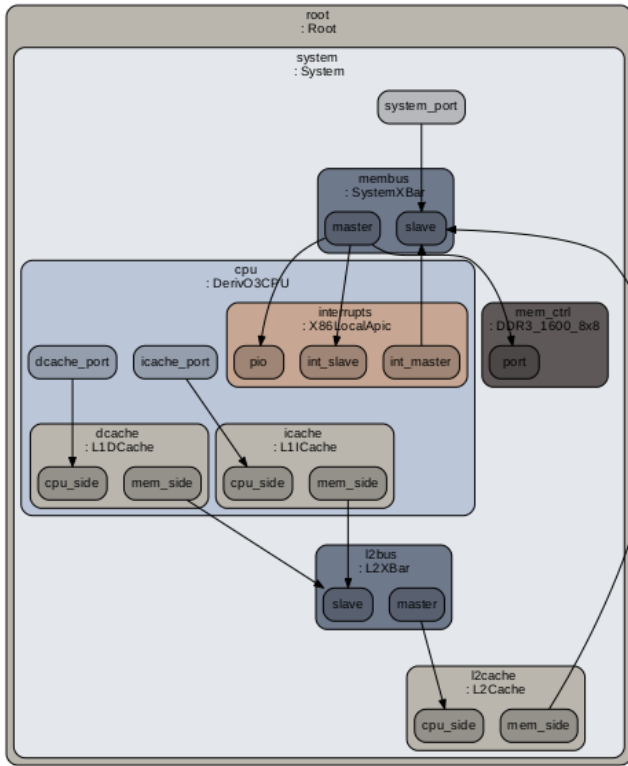 root
: Root
system
: System
system_port
membus
: SystemXBar
master
slave
cpu
: DerivO3CPU
interrupts
: X86LocalApic
mem_ctrl
: DDR3_1600_8x8
dcache_port
icache_port
pio
int_slave
int_master
port
dcache
: L1DCache
icache
: L1ICache
cpu_side
mem_side
cpu_side
mem_side
l2bus
: L2XBar
slave
master
l2cache
: L2Cache
cpu_side
mem_side